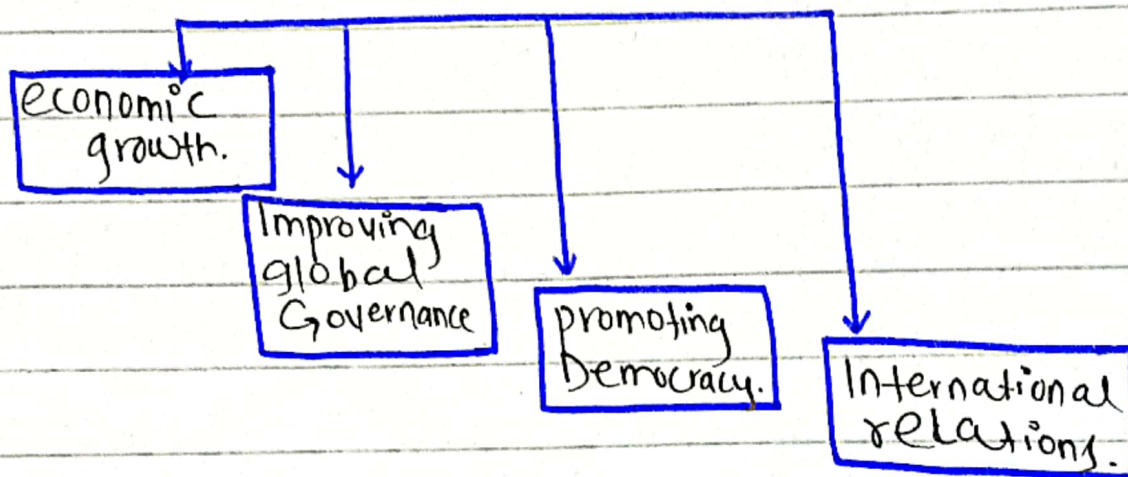 economic
growth.
Improving
global
Governance
promoting
Democracy.
International
relations.